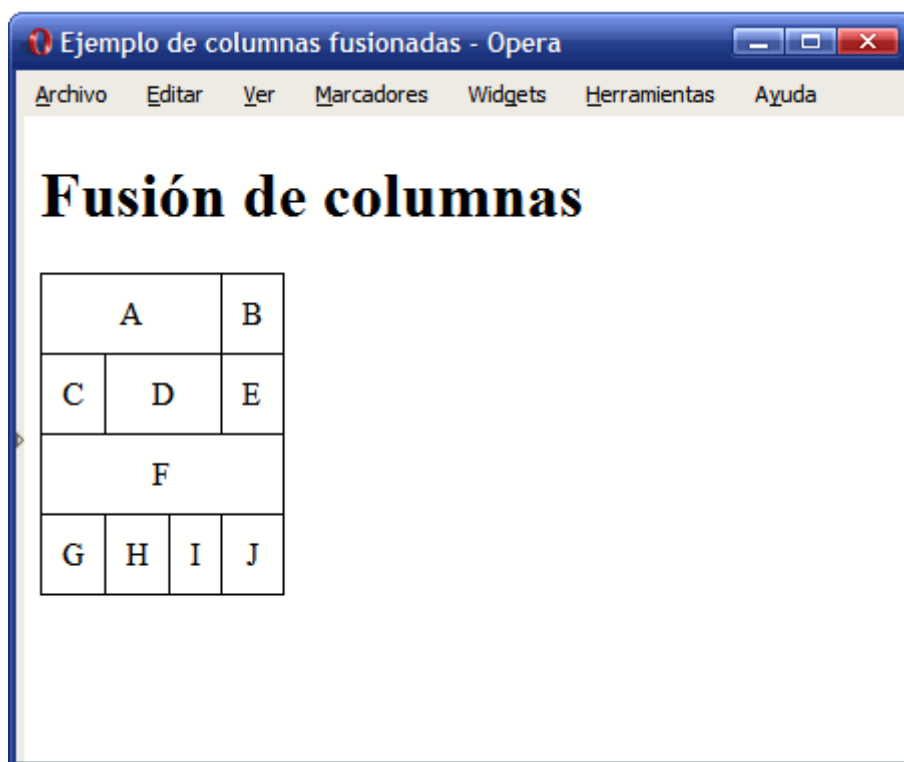 Ejemplo de columnas fusionadas - Opera
Archivo Editar Ver Marcadores Widgets Herramientas Ayuda
Fusión de columnas
A B
C D E
F
G H I J